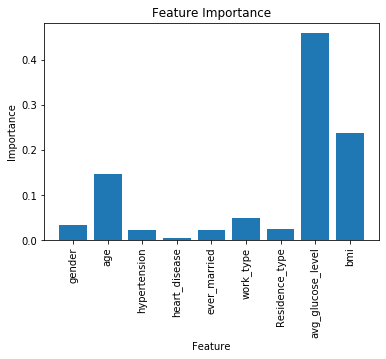 Feature Importance
Importance
0.4
0.3
0.2
0.1
0.0
gender
age
hypertension
heart_disease
ever_married
work_type
Residence_type
avg_glucose_level
bmi
Feature